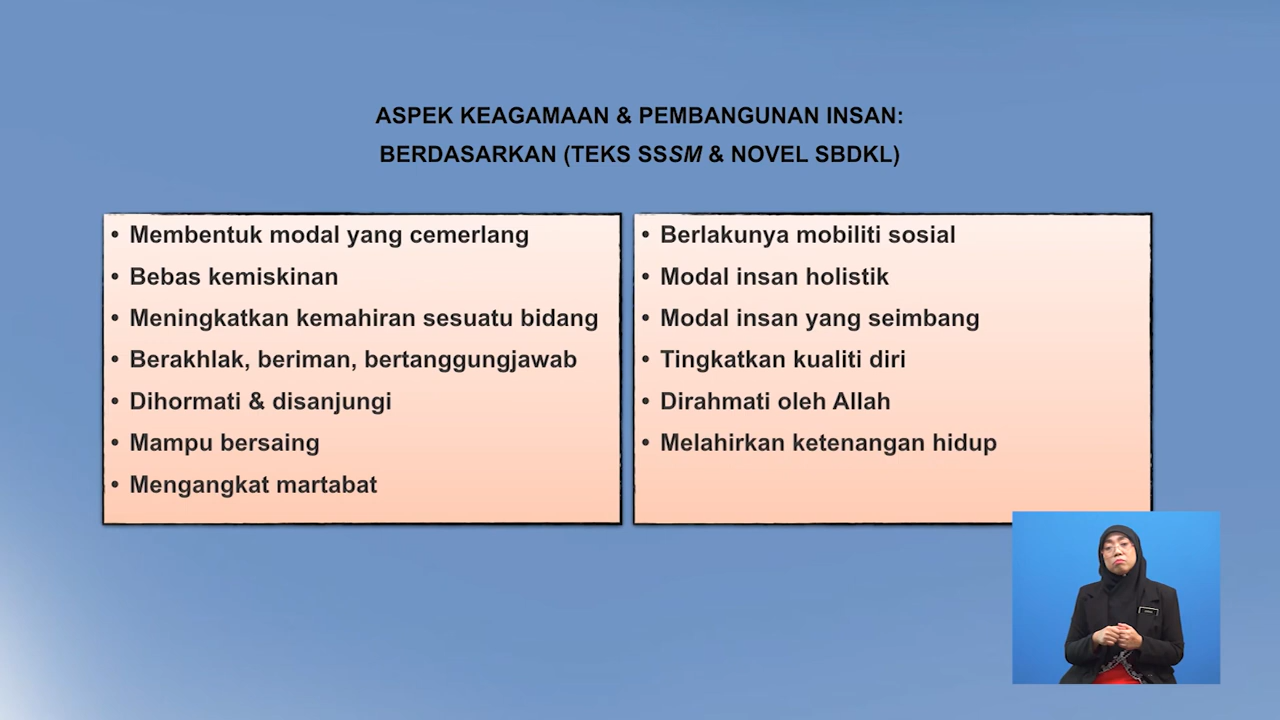 ASPEK KEAGAMAAN & PEMBANGUNAN INSAN:
BERDASARKAN (TEKS SSSM & NOVEL SBDKL)
• Membentuk modal yang cemerlang
• Bebas kemiskinan
• Meningkatkan kemahiran sesuatu bidang
• Berakhlak, beriman, bertanggungjawab
• Dihormati & disanjungi
• Mampu bersaing
• Mengangkat martabat
• Berlakunya mobiliti sosial
• Modal insan holistik
• Modal insan yang seimbang
• Tingkatkan kualiti diri
• Dirahmati oleh Allah
• Melahirkan ketenangan hidup